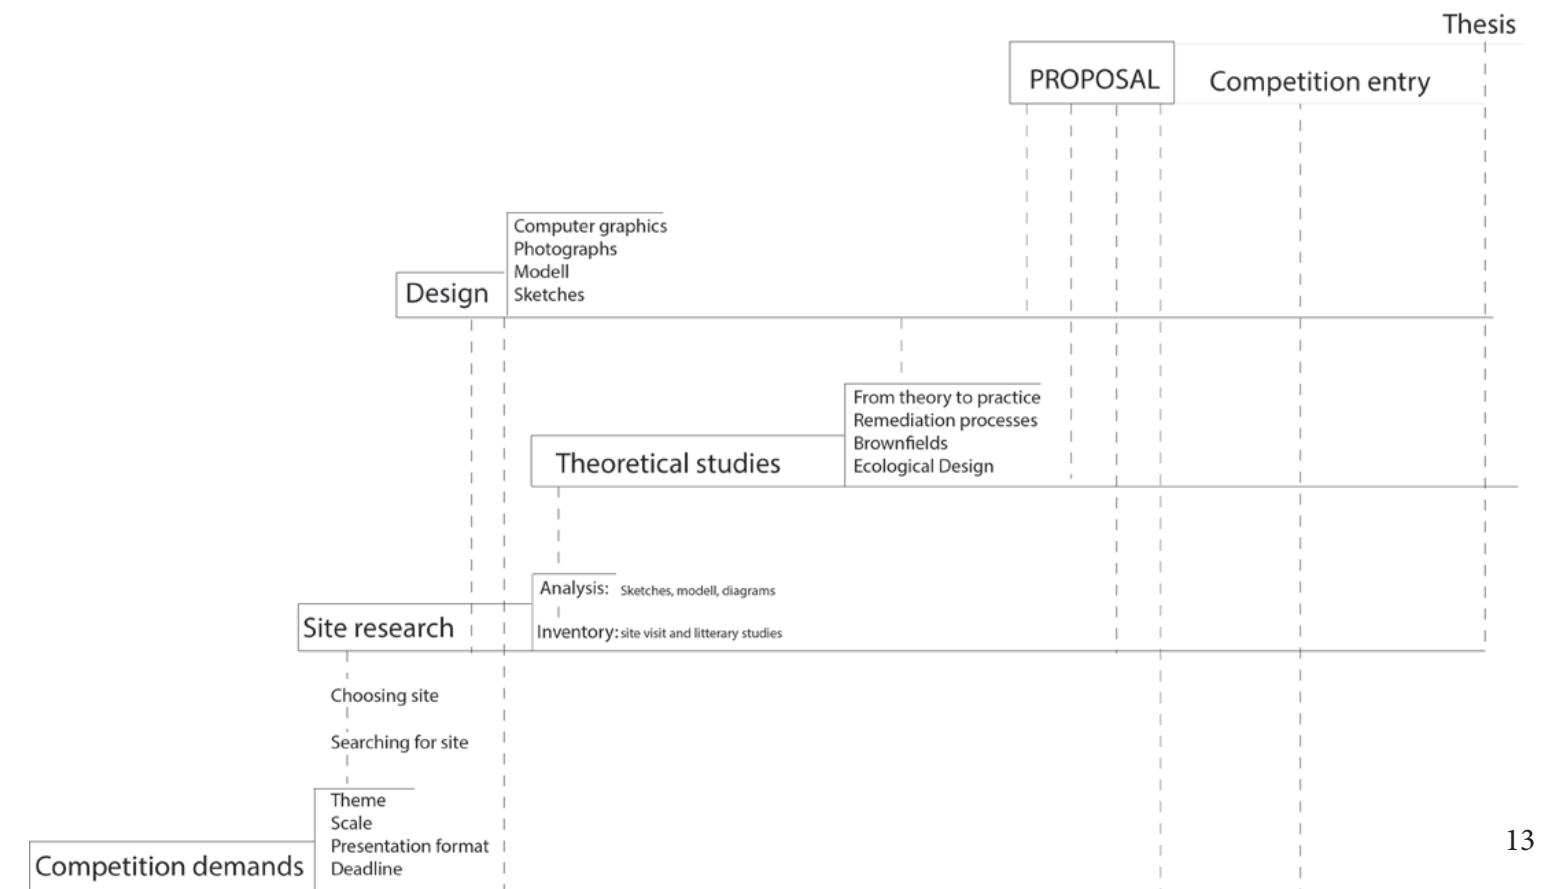 Thesis
PROPOSAL
Competition entry
Computer graphics
Photographs
Modell
Design
Sketches
From theory to practice
Remediation processes
Brownfields
Theoretical studies
Ecological Design
Analysis: Sketches, modell, diagrams
Site research
Inventory: site visit and litterary studies
Choosing site
Searching for site
Theme
Scale
Presentation format
Competition demands
Deadline
13